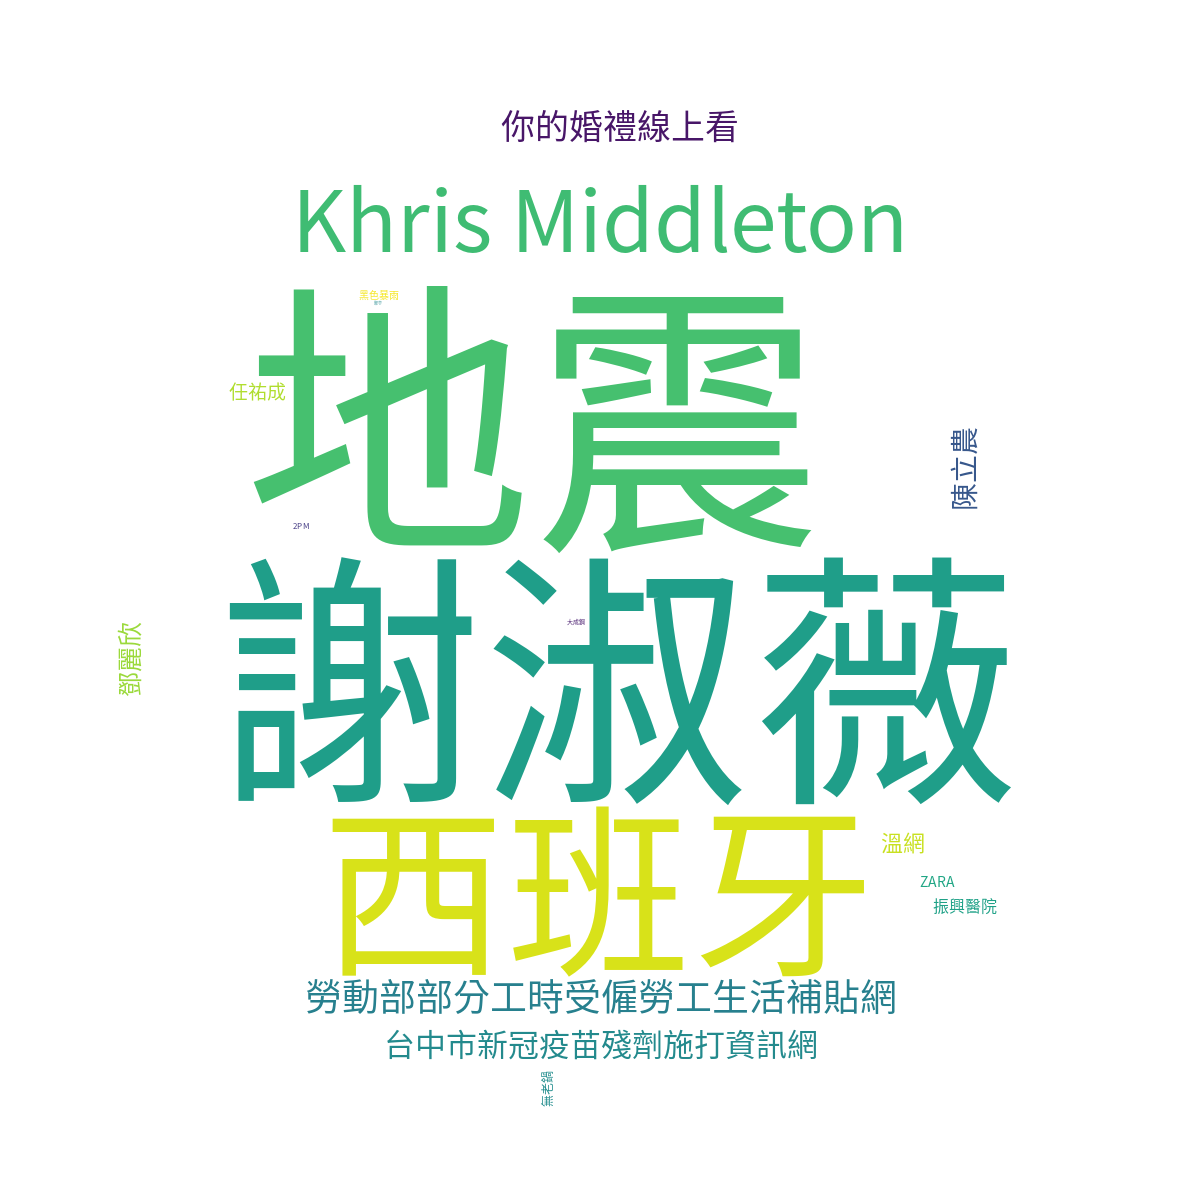 你的婚禮線上看
Khris Middleton
黑色暴雨
地震
任祐成
陳立農
2PM
謝淑薇
大成鋼
鄧麗欣
西班牙
溫網
ZARA
振興醫院
勞動部部分工時受僱勞工生活補貼網
台中市新冠疫苗殘劑施打資訊網
無老鍋